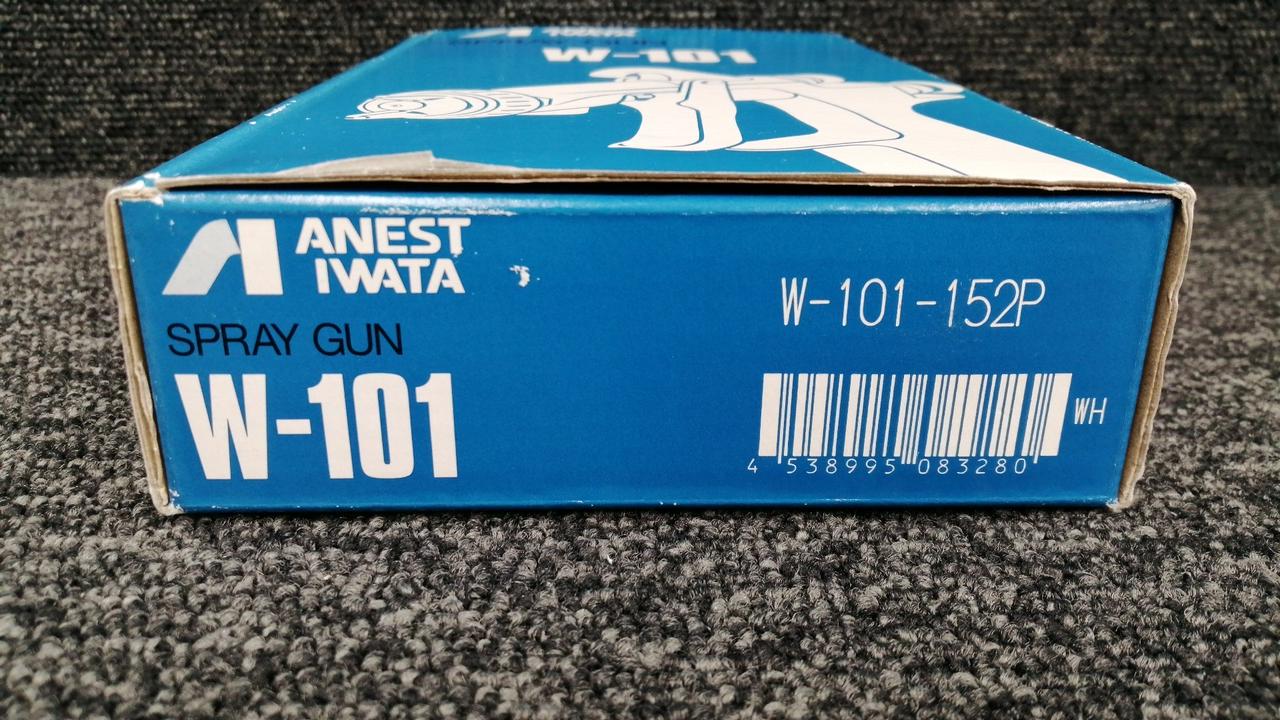 W-101
ANEST
IWATA
SPRAY GUN
W-101
W-101-152P
WH
4 538995 083280